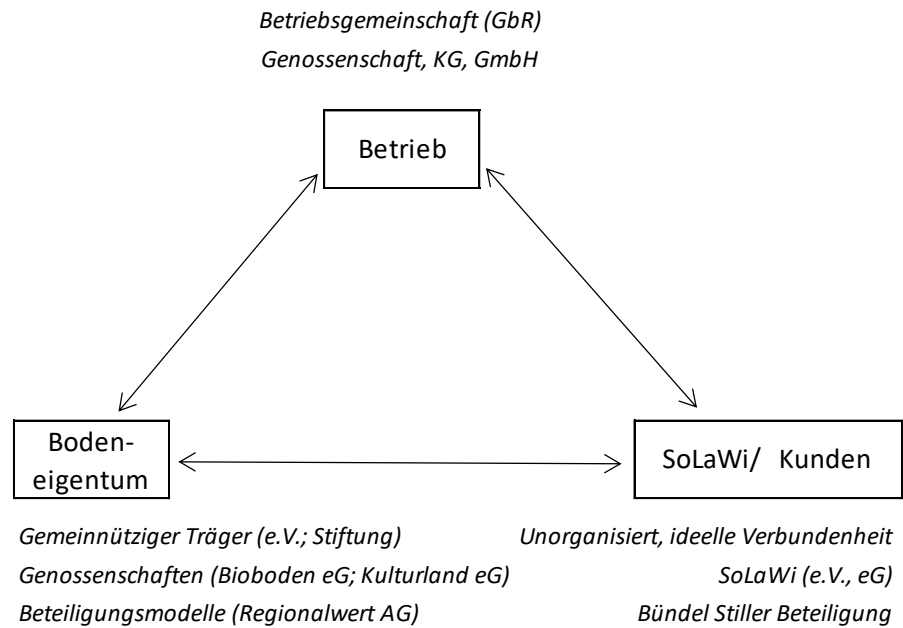 Betriebsgemeinschaft (GbR)
Genossenschaft, KG, GmbH
Betrieb
Boden-
eigentum
SoLaWi/ Kunden
Gemeinnütziger Träger (e.V.; Stiftung)
Genossenschaften (Bioboden eG; Kulturland eG)
Beteiligungsmodelle (Regionalwert AG)
Unorganisiert, ideelle Verbundenheit
SoLaWi (e.V., eG)
Bündel Stiller Beteiligung